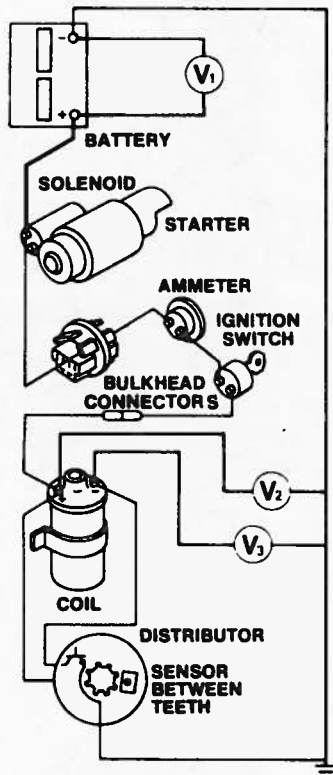 -
V1
+
BATTERY
SOLENOID
STARTER
AMMETER
IGNITION
SWITCH
BULKHEAD
CONNECTORS
+ -
V2
V3
COIL
DISTRIBUTOR
SENSOR
BETWEEN
TEETH